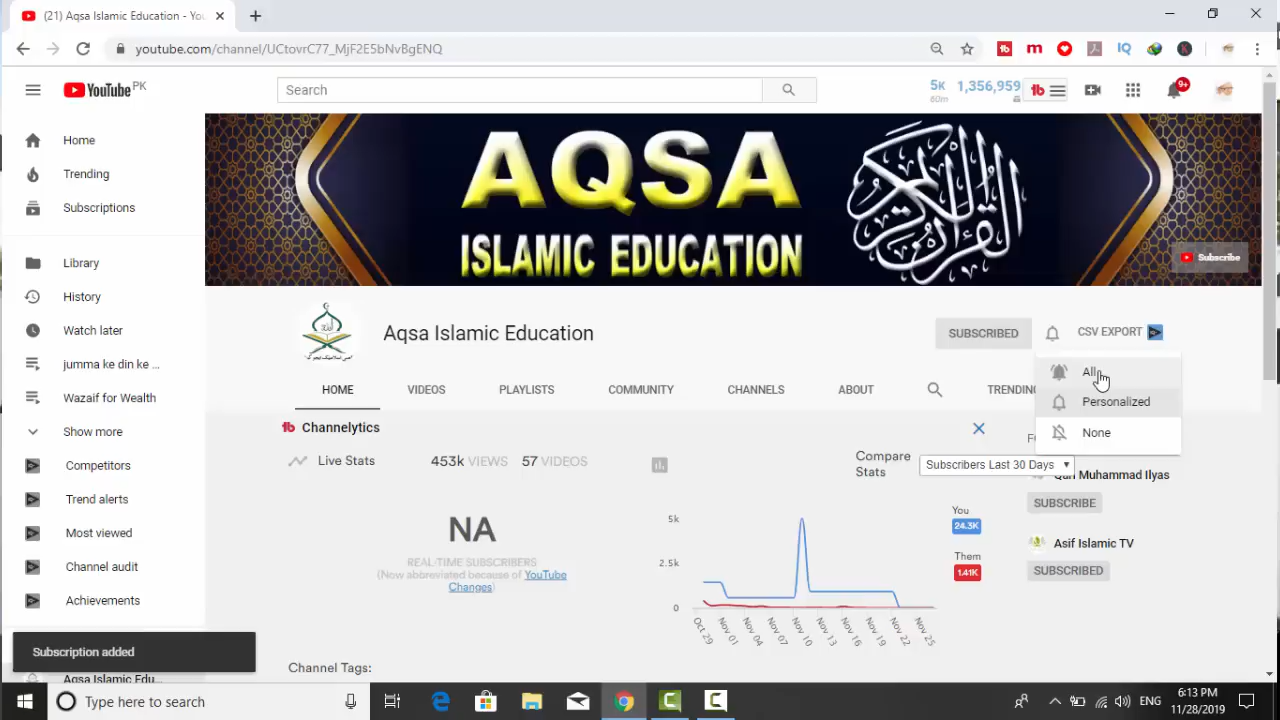 (21) Aqsa Islamic Education - You
youtube.com/channel/UCtovrC77_MjF2E5bNvBgENQ
IQ
YouTube PK
Search
5K
60m
1,356,959
9+
Home
Trending
Subscriptions
Library
History
Watch later
jumma ke din ke ...
Wazaif for Wealth
Show more
Competitors
Trend alerts
Most viewed
Channel audit
Achievements
Subscription added
Aqsa Islamic Edu...
AQSA
ISLAMIC EDUCATION
القرآن الكريم
Subscribe
Aqsa Islamic Education
SUBSCRIBED
CSV EXPORT
All
Personalized
None
HOME
VIDEOS
PLAYLISTS
COMMUNITY
CHANNELS
ABOUT
TRENDING
Channelytics
Live Stats
453k VIEWS 57 VIDEOS
Compare Stats
Subscribers Last 30 Days
NA
REAL-TIME SUBSCRIBERS
(Now abbreviated because of YouTube
Changes)
5k
2.5k
0
Oct 29
Nov 01
Nov 04
Nov 07
Nov 10
Nov 13
Nov 16
Nov 19
Nov 22
Nov 25
You
24.3K
Them
1.41K
Qari Muhammad Ilyas
SUBSCRIBE
Asif Islamic TV
SUBSCRIBED
Channel Tags:
Type here to search
ENG
6:13 PM
11/28/2019